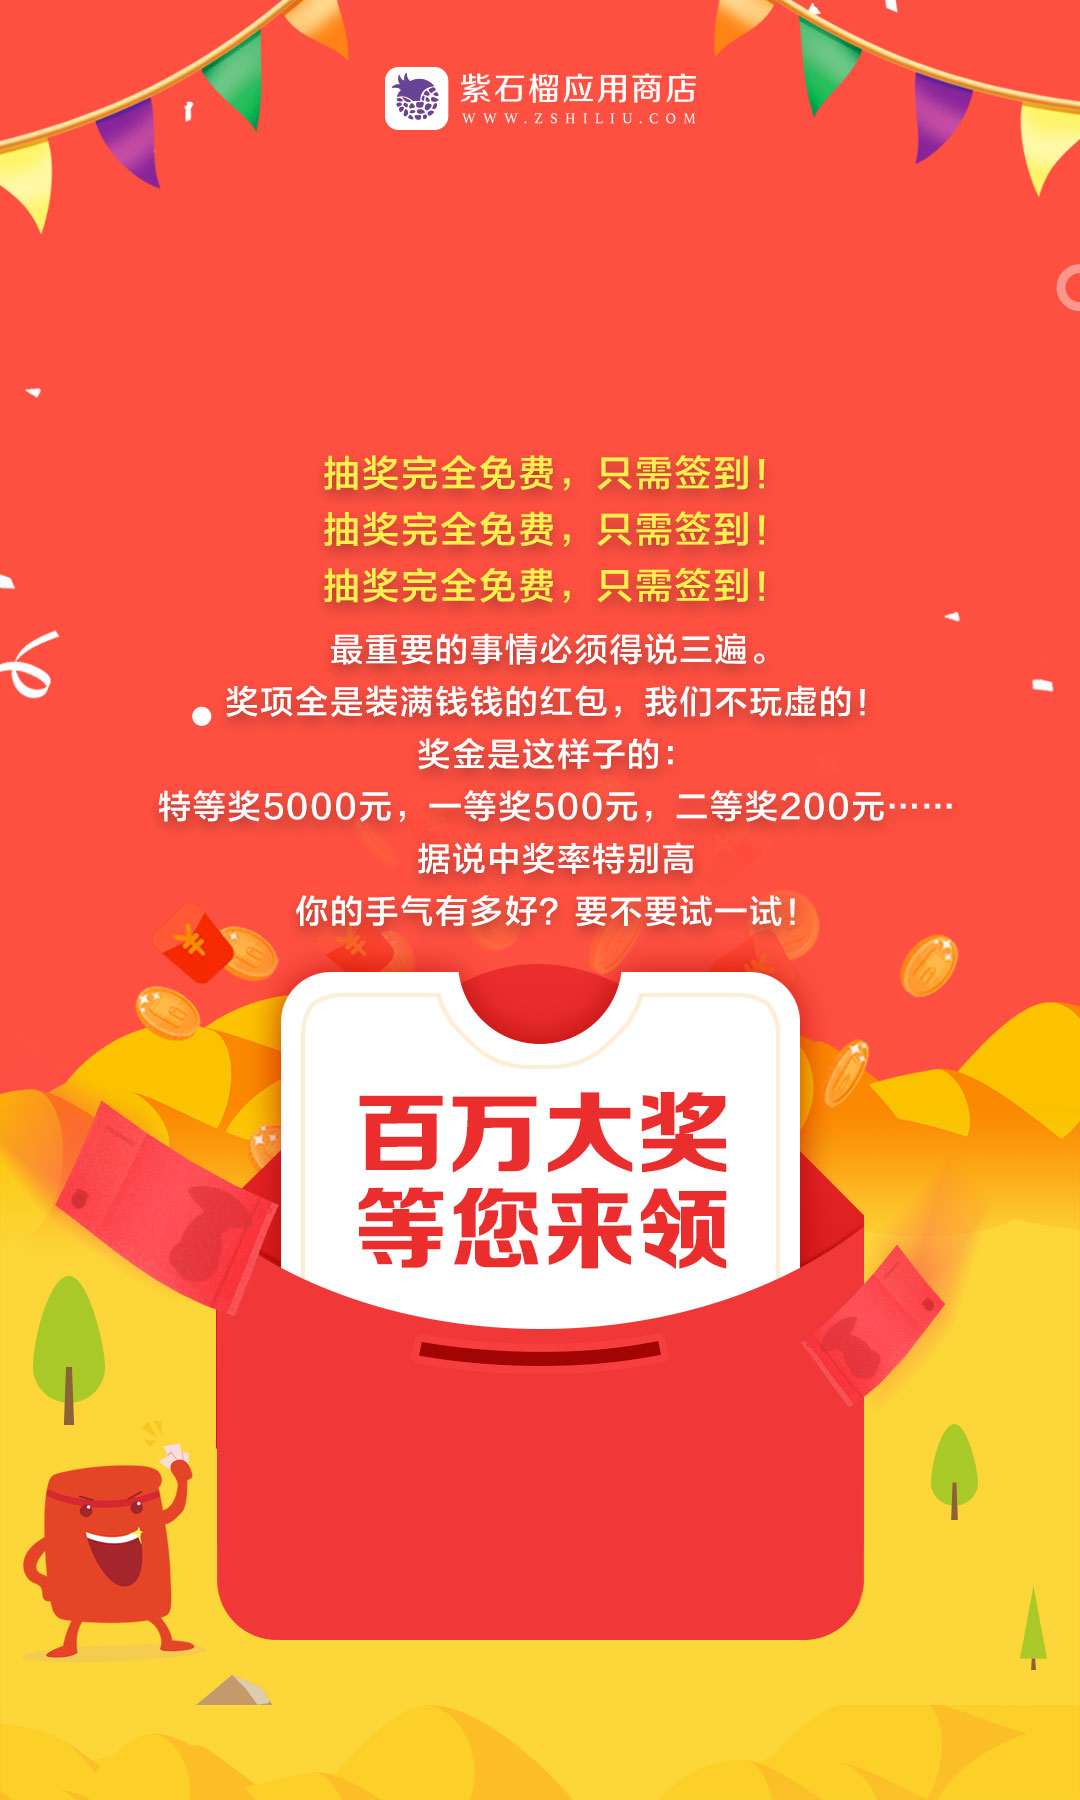 紫石榴应用商店
WWW.ZSHILIU.COM
抽奖完全免费，只需签到！
抽奖完全免费，只需签到！
抽奖完全免费，只需签到！
最重要的事情必须得说三遍。
奖项全是装满钱钱的红包，我们不玩虚的！
奖金是这样子的：
特等奖5000元，一等奖500元，二等奖200元……
据说中奖率特别高
你的手气有多好？要不要试一试！
百万大奖
等您来领